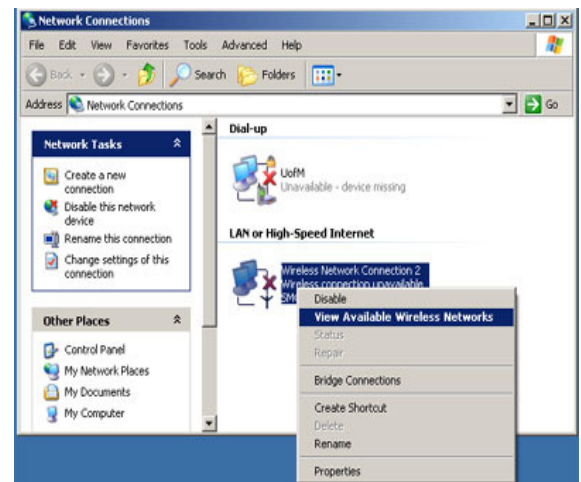 Network Connections
File Edit View Favorites Tools Advanced Help
Back Search Folders
Address Network Connections Go
Network Tasks
Create a new
connection
Disable this network
device
Rename this connection
Change settings of this
connection
Other Places
Control Panel
My Network Places
My Documents
My Computer
Dial-up
UofM
Unavailable - device missing
LAN or High-Speed Internet
Wireless Network Connection 2
Wireless connection unavailable
Disable
View Available Wireless Networks
Status
Repair
Bridge Connections
Create Shortcut
Delete
Rename
Properties